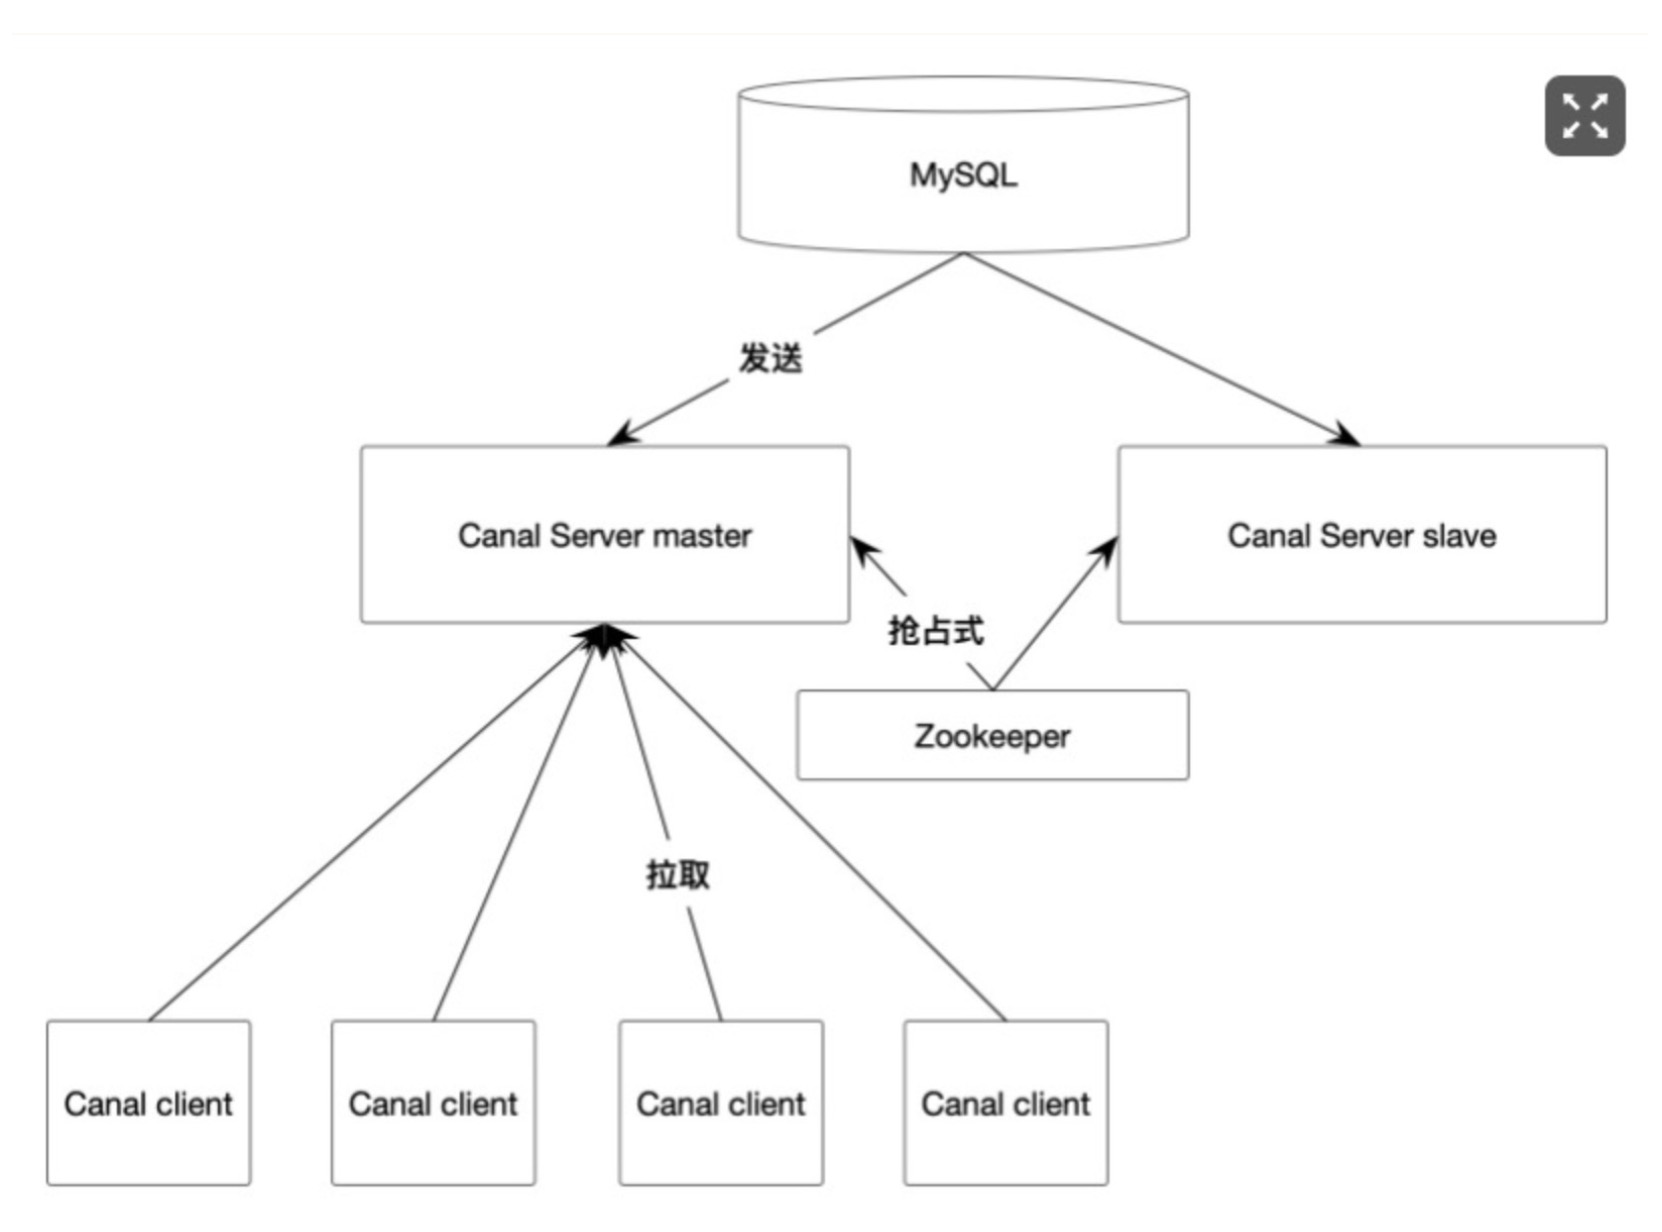 MySQL
发送
Canal Server master
Canal Server slave
抢占式
Zookeeper
拉取
Canal client
Canal client
Canal client
Canal client